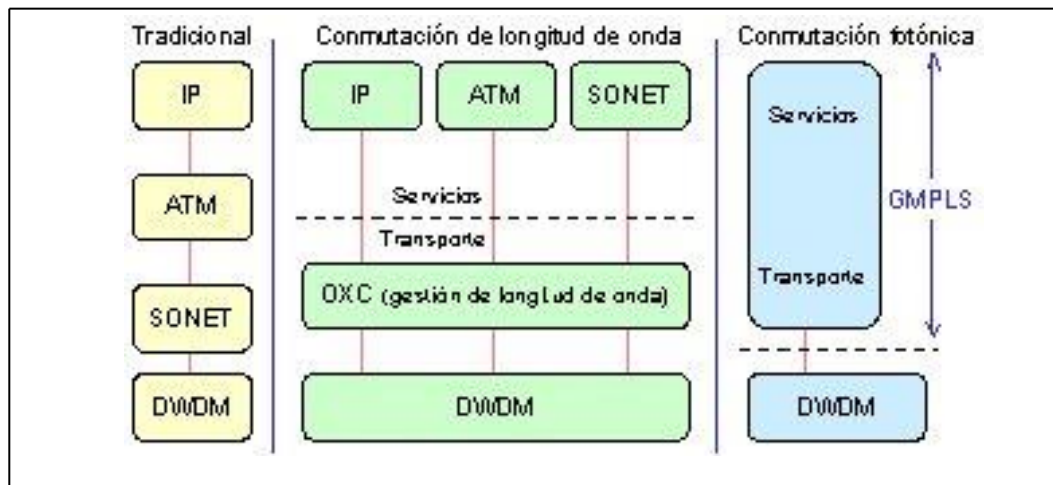 Tradicional
IP
ATM
SONET
DWDM
Conmutación de longitud de onda
IP
ATM
SONET
Servicios
Transporte
OXC (gestión de longitud de onda)
DWDM
Conmutación fotónica
Servicios
Transporte
GMPLS
DWDM